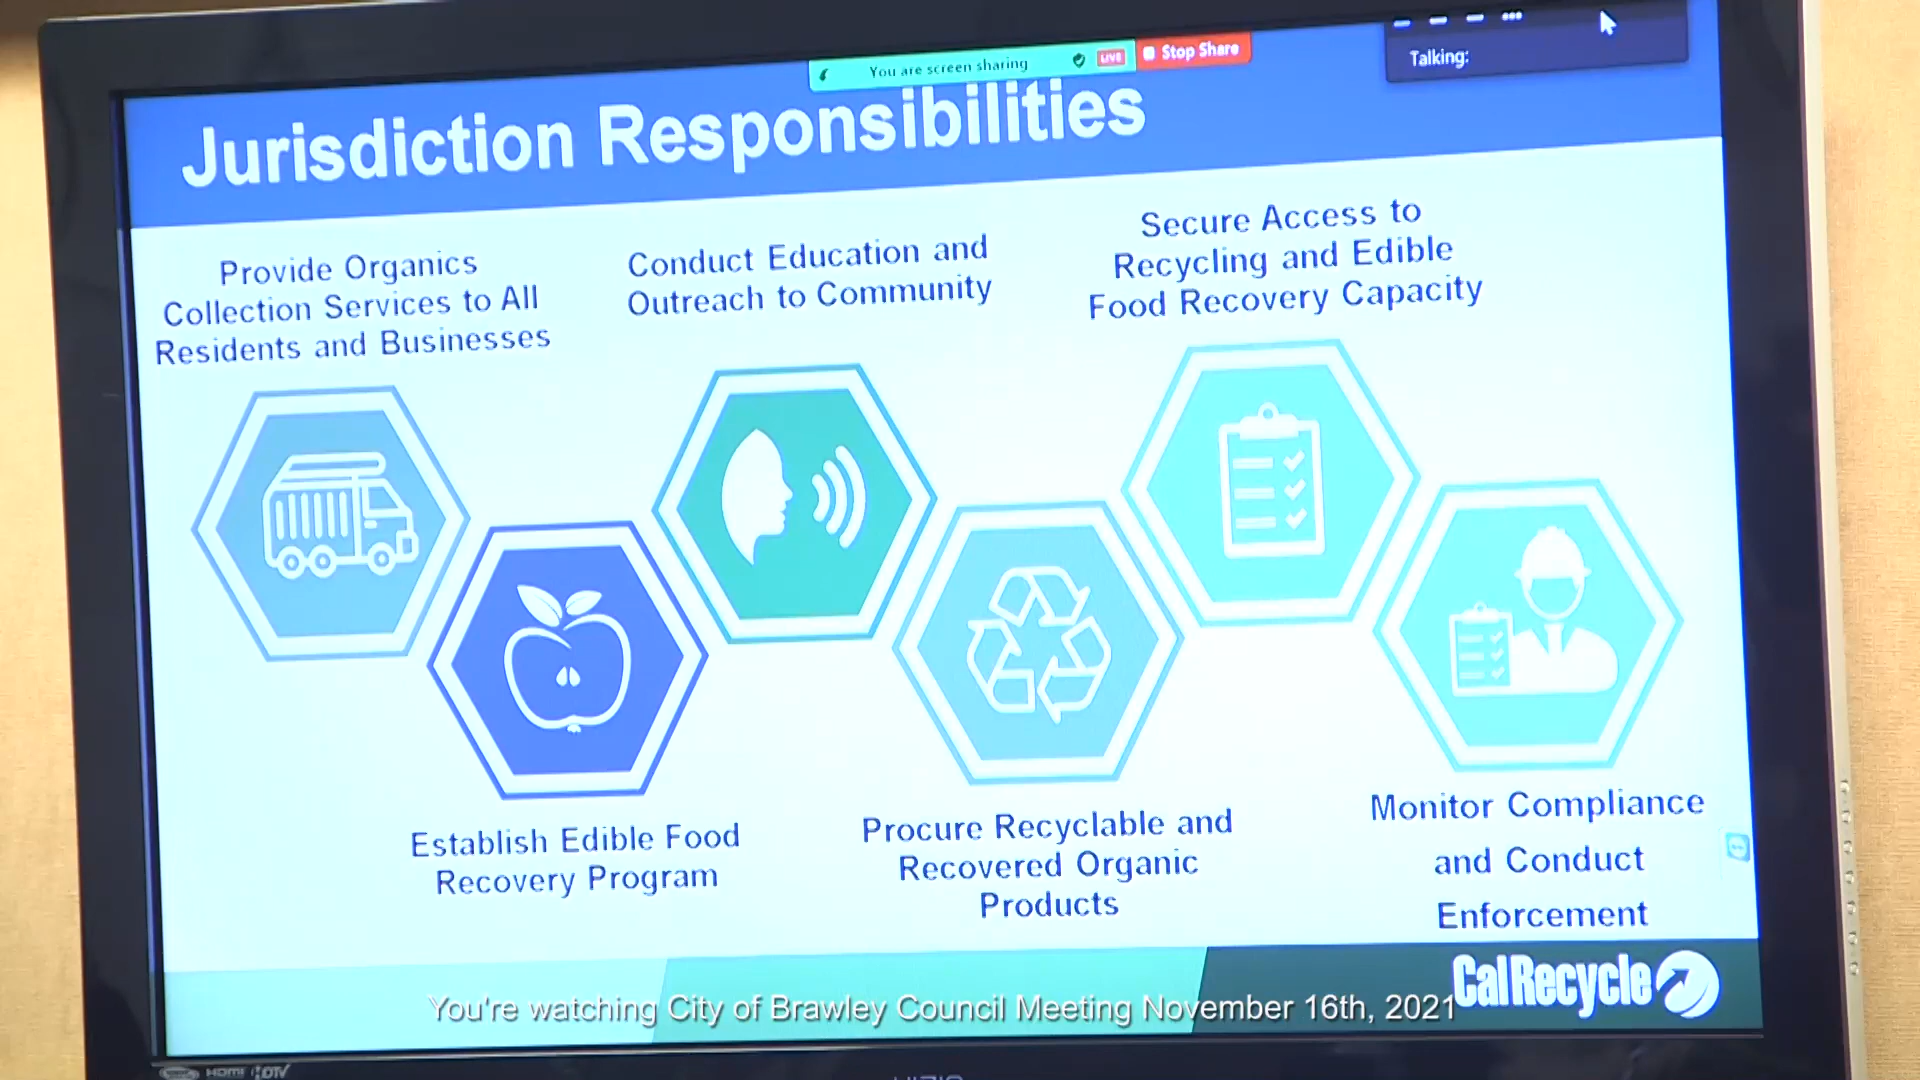 You are screen sharing
LIVE
Stop Share
Talking:
Jurisdiction Responsibilities
Provide Organics
Collection Services to All
Residents and Businesses
Conduct Education and
Outreach to Community
Secure Access to
Recycling and Edible
Food Recovery Capacity
Establish Edible Food
Recovery Program
Procure Recyclable and
Recovered Organic
Products
Monitor Compliance
and Conduct
Enforcement
CalRecycle
You're watching City of Brawley Council Meeting November 16th, 2021
HDMI